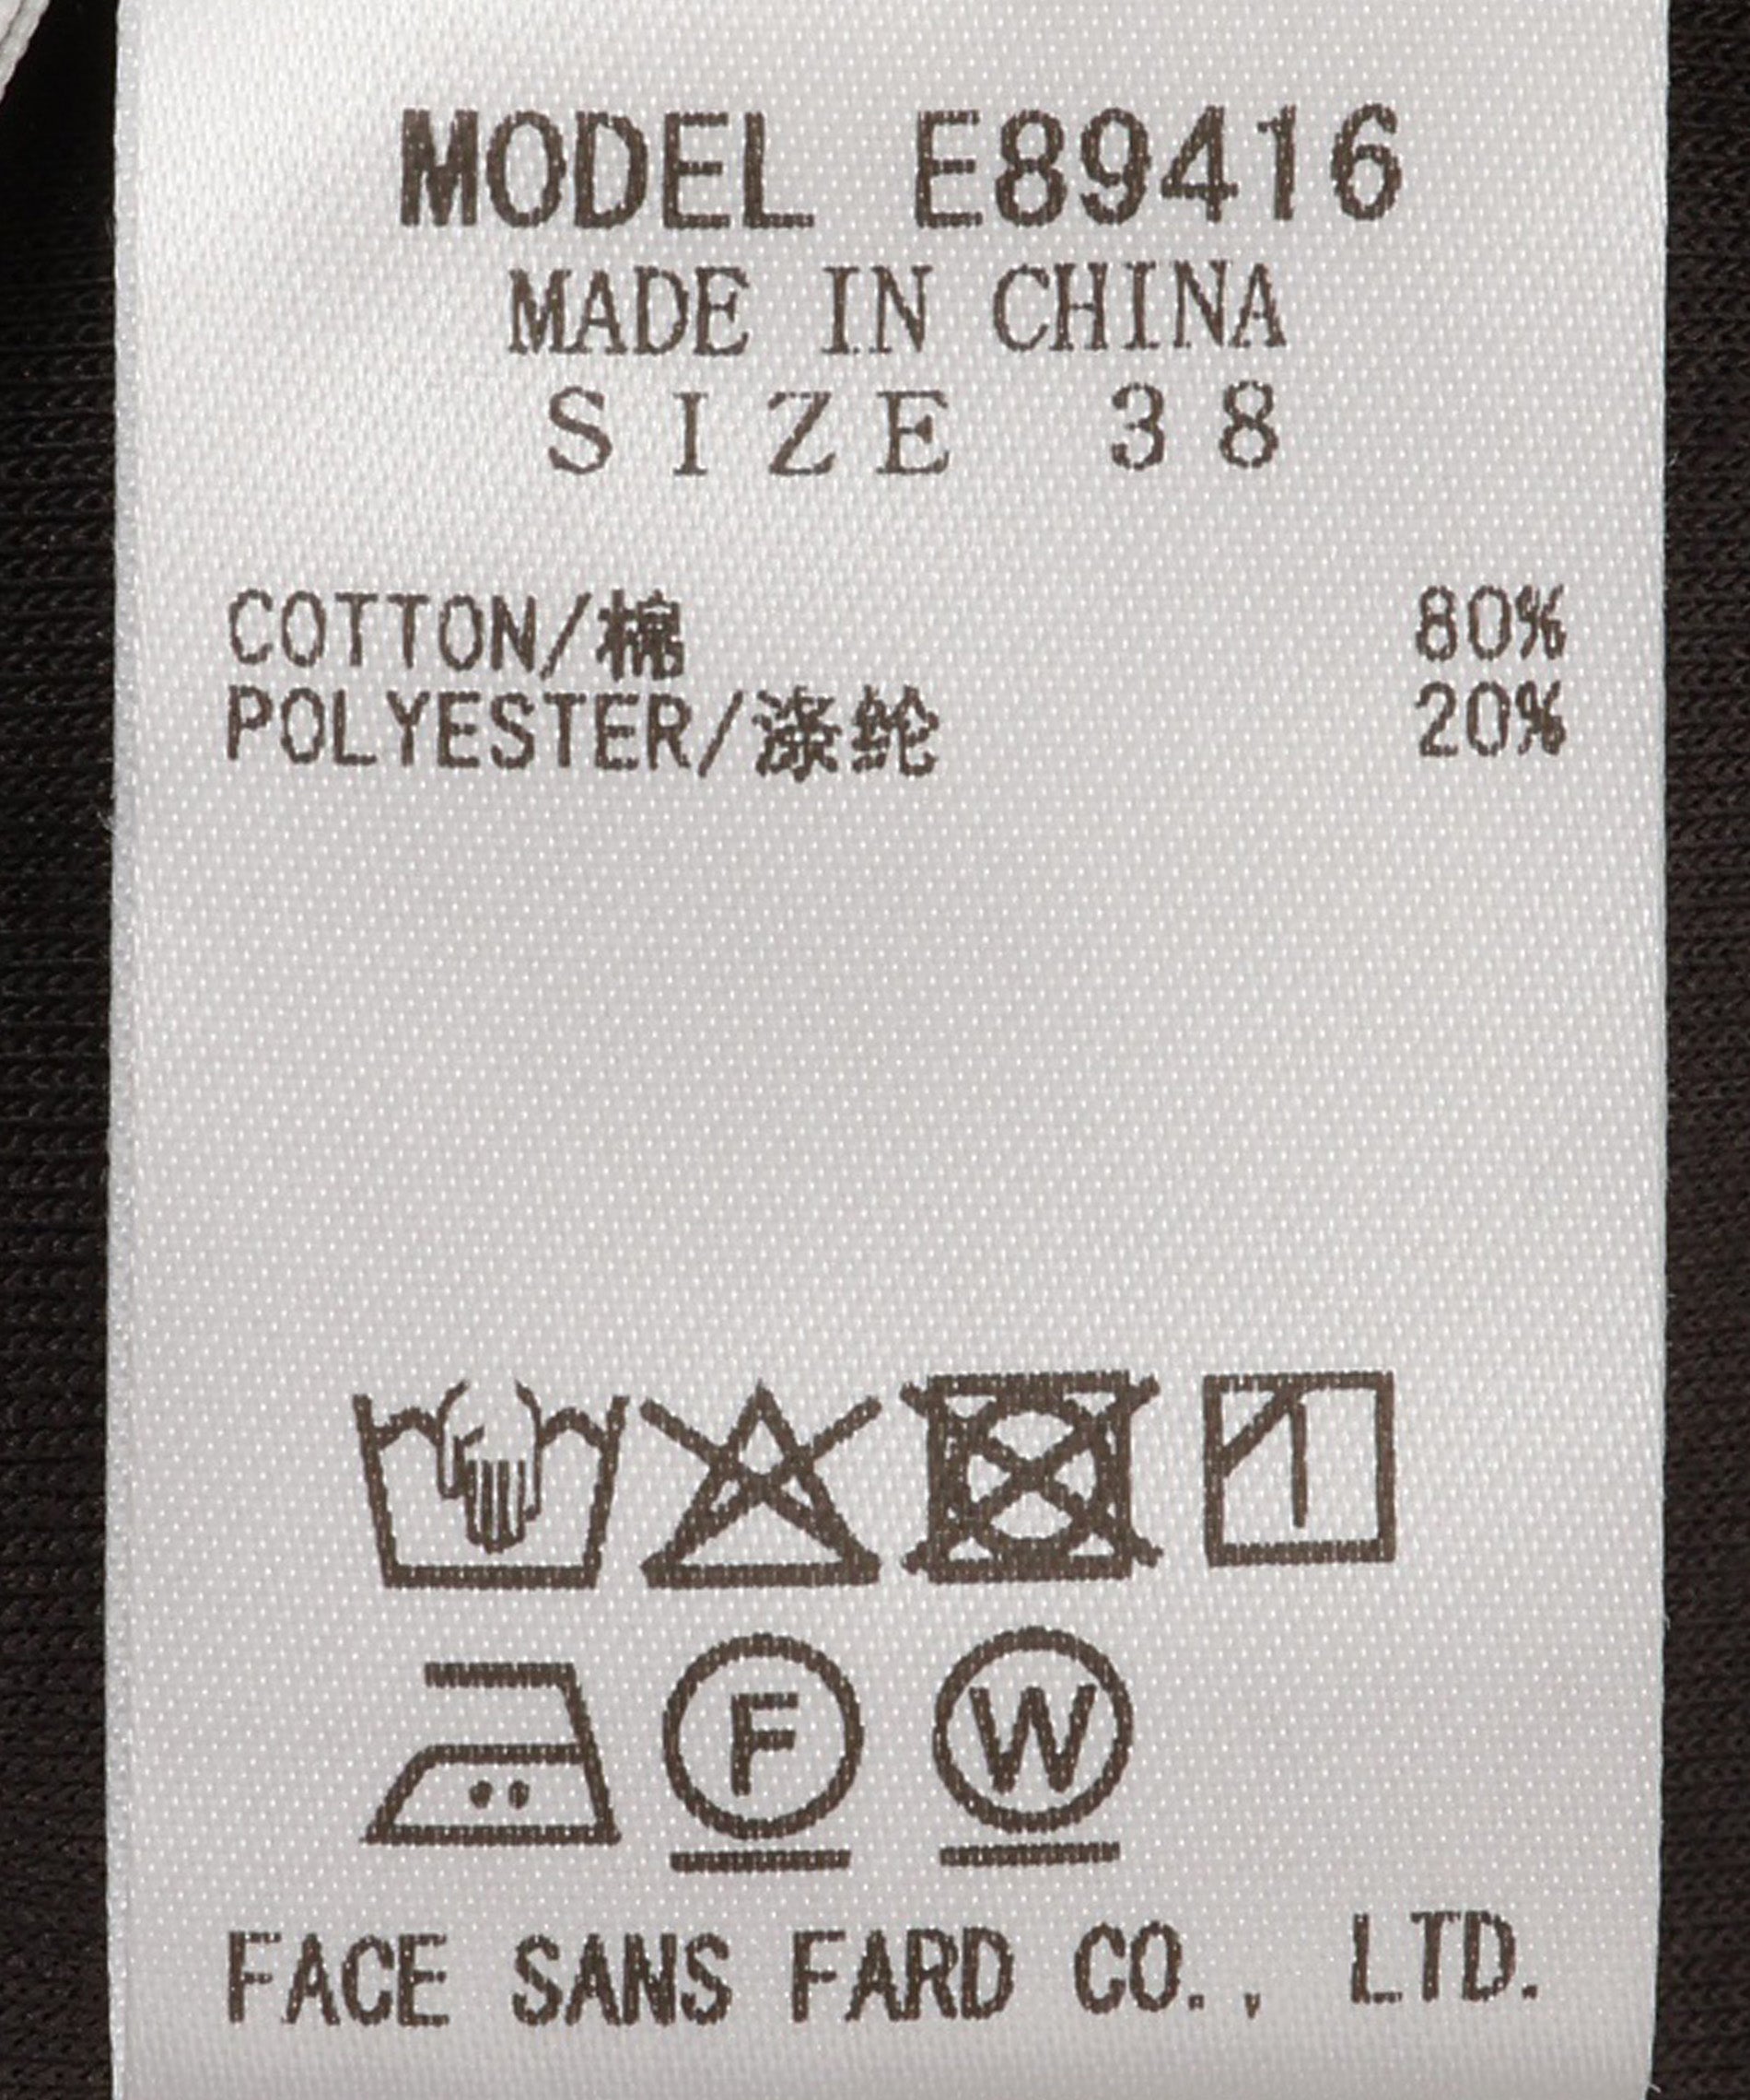 MODEL E89416
MADE IN CHINA
SIZE 38
COTTON/棉 80%
POLYESTER/涤纶 20%
F W
FACE SANS FARD CO., LTD.